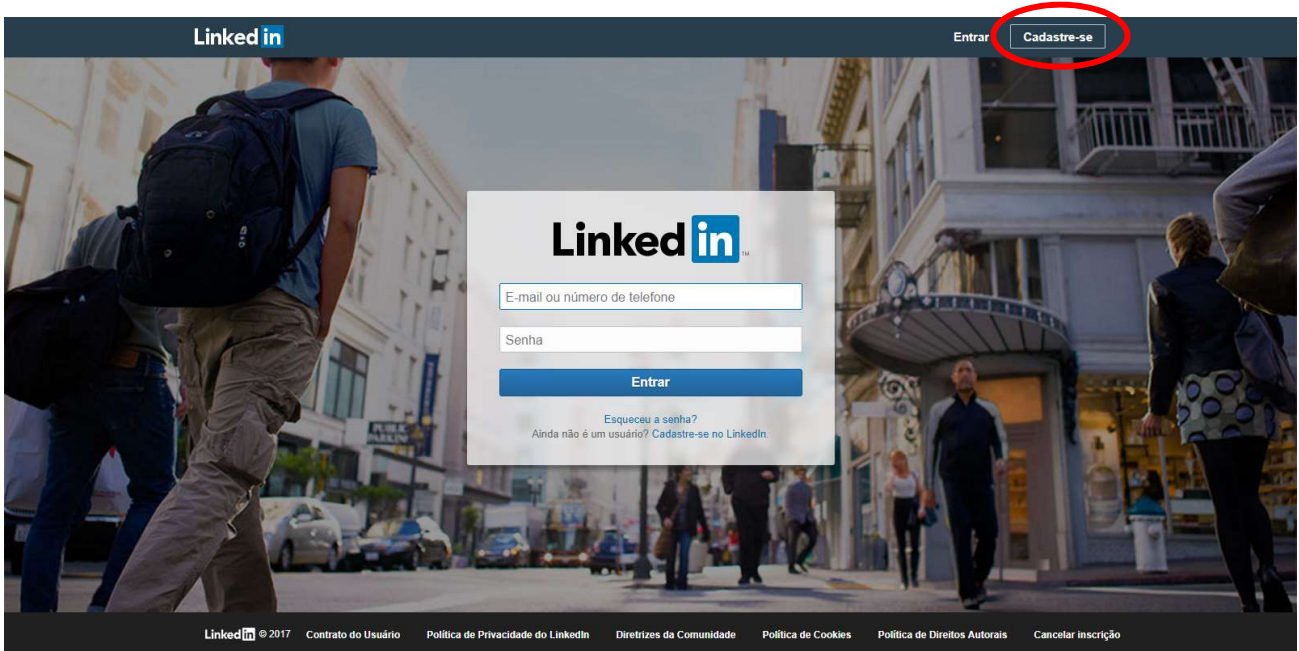 Linked in
Entrar
Cadastre-se
Linked in ™
E-mail ou número de telefone
Senha
Entrar
Esqueceu a senha?
Ainda não é um usuário? Cadastre-se no LinkedIn.
PUBLIC
PARKING
Linked in © 2017 Contrato do Usuário Política de Privacidade do LinkedIn Diretrizes da Comunidade Política de Cookies Política de Direitos Autorais Cancelar inscrição